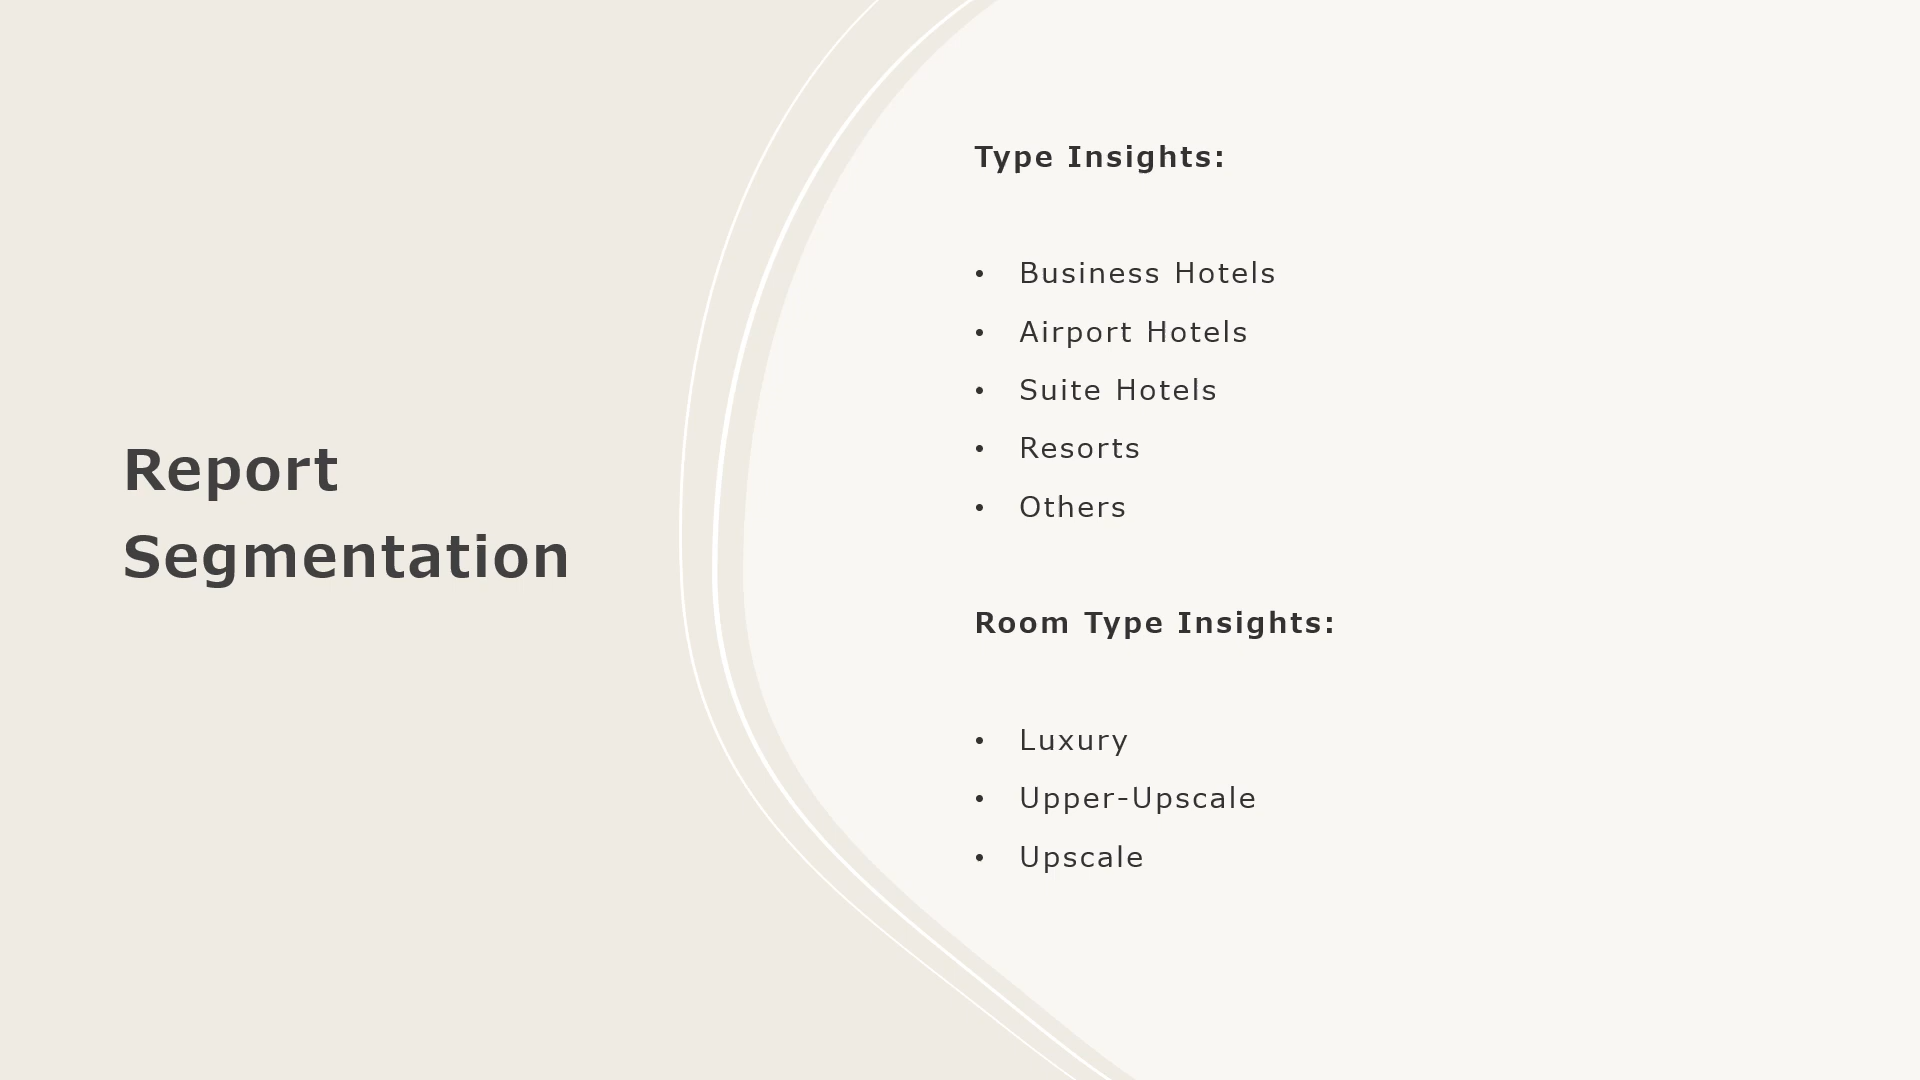 Report
Segmentation
Type Insights:
• Business Hotels
• Airport Hotels
• Suite Hotels
• Resorts
• Others
Room Type Insights:
• Luxury
• Upper-Upscale
• Upscale